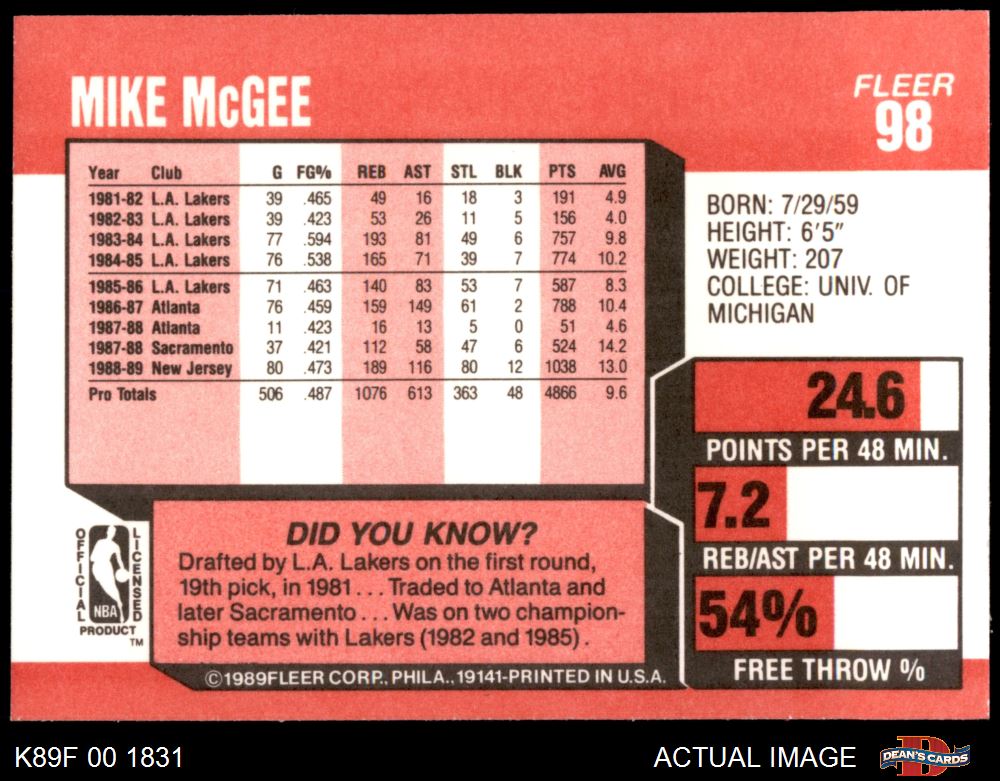 MIKE McGEE
FLEER
98
Year Club G FG% REB AST STL BLK PTS AVG
1981-82 L.A. Lakers 39 .465 49 16 18 3 191 4.9
1982-83 L.A. Lakers 39 .423 53 26 11 5 156 4.0
1983-84 L.A. Lakers 77 .594 193 81 49 6 757 9.8
1984-85 L.A. Lakers 76 .538 165 71 39 7 774 10.2
1985-86 L.A. Lakers 71 .463 140 83 53 7 587 8.3
1986-87 Atlanta 76 .459 159 149 61 2 788 10.4
1987-88 Atlanta 11 .423 16 13 5 0 51 4.6
1987-88 Sacramento 37 .421 112 58 47 6 524 14.2
1988-89 New Jersey 80 .473 189 116 80 12 1038 13.0
Pro Totals 506 .487 1076 613 363 48 4866 9.6
BORN: 7/29/59
HEIGHT: 6'5"
WEIGHT: 207
COLLEGE: UNIV. OF
MICHIGAN
24.6
POINTS PER 48 MIN.
7.2
REB/AST PER 48 MIN.
54%
FREE THROW %
DID YOU KNOW?
Drafted by L.A. Lakers on the first round,
19th pick, in 1981 . . . Traded to Atlanta and
later Sacramento . . . Was on two champion-
ship teams with Lakers (1982 and 1985) .
OFFICIAL
LICENSED
NBA
PRODUCT
TM
©1989FLEER CORP., PHILA., 19141-PRINTED IN U.S.A.
K89F 00 1831
ACTUAL IMAGE
DEAN'S CARDS